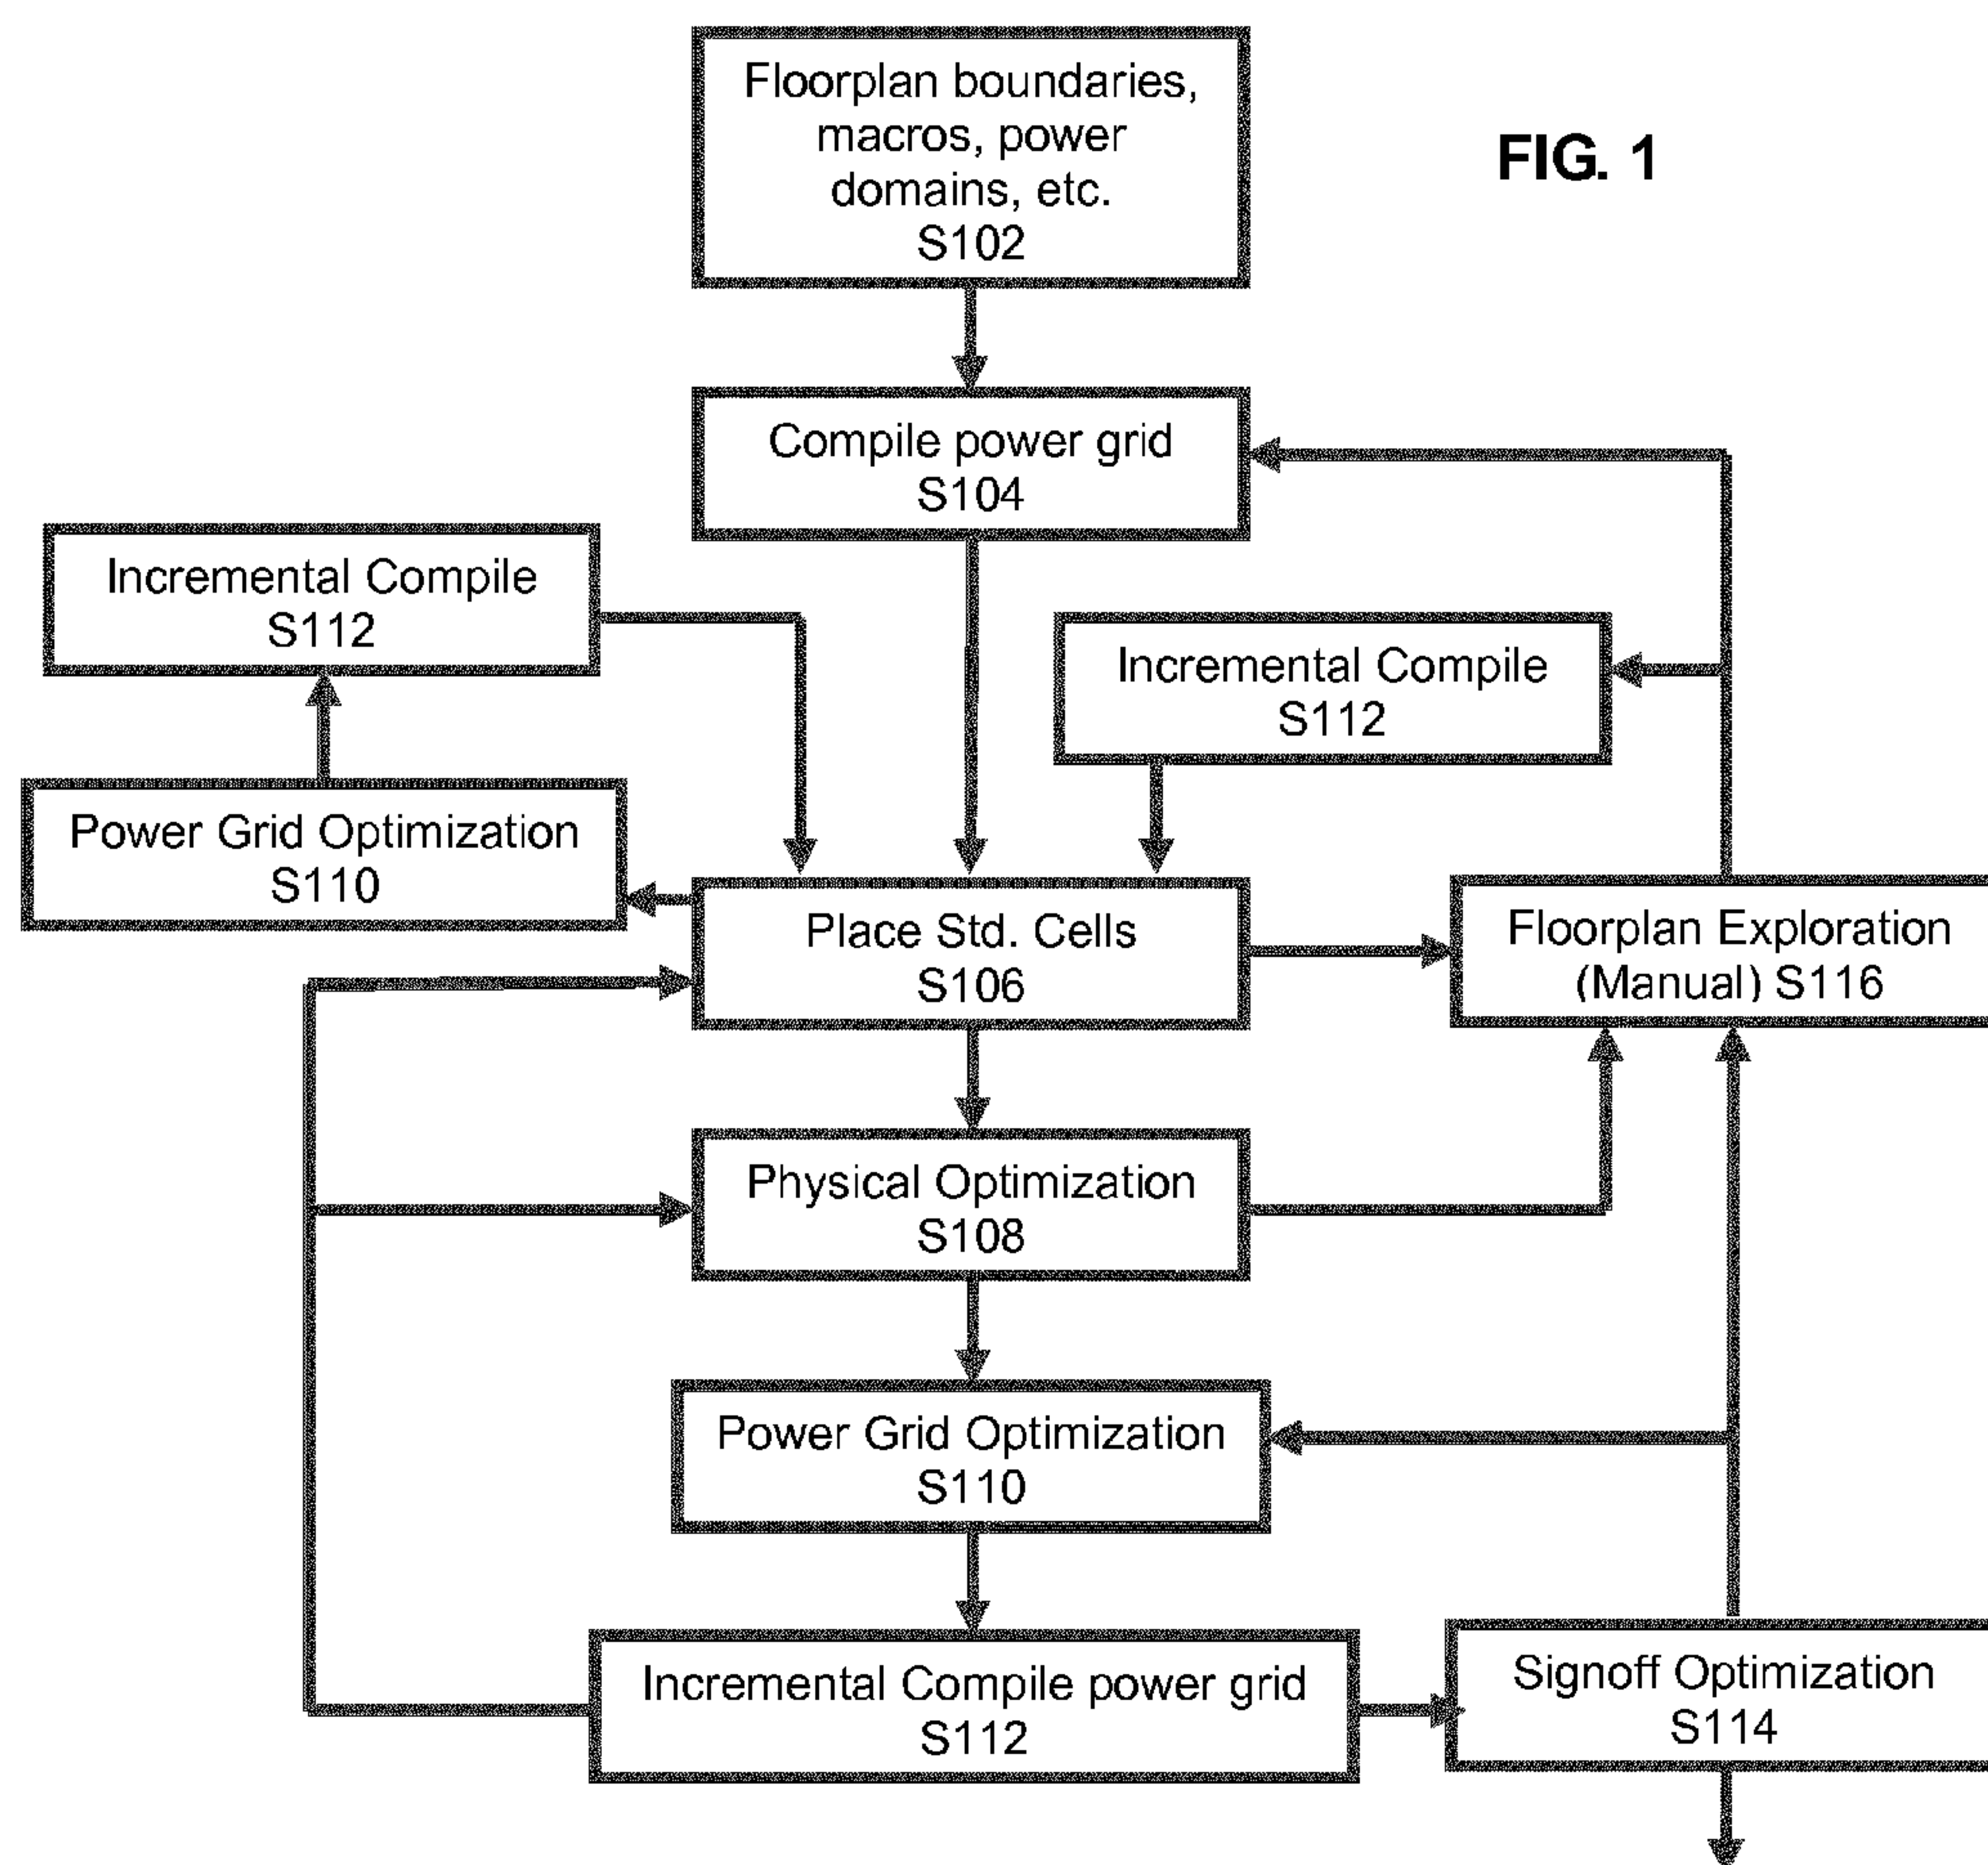 Floorplan boundaries,
macros, power
domains, etc.
S102
FIG. 1
Compile power grid
S104
Incremental Compile
S112
Incremental Compile
S112
Power Grid Optimization
S110
Place Std. Cells
S106
Floorplan Exploration
(Manual) S116
Physical Optimization
S108
Power Grid Optimization
S110
Incremental Compile power grid
S112
Signoff Optimization
S114